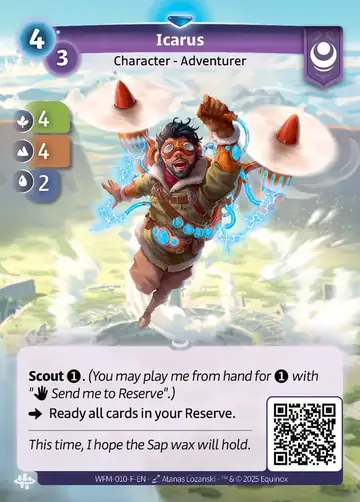 4
Icarus
3
Character - Adventurer
4
4
2
Scout 1. (You may play me from hand for 1 with
" Send me to Reserve".)
Ready all cards in your Reserve.
This time, I hope the Sap wax will hold.
WFM-010-F-EN - Atanas Lozanski - ™ & © 2025 Equinox